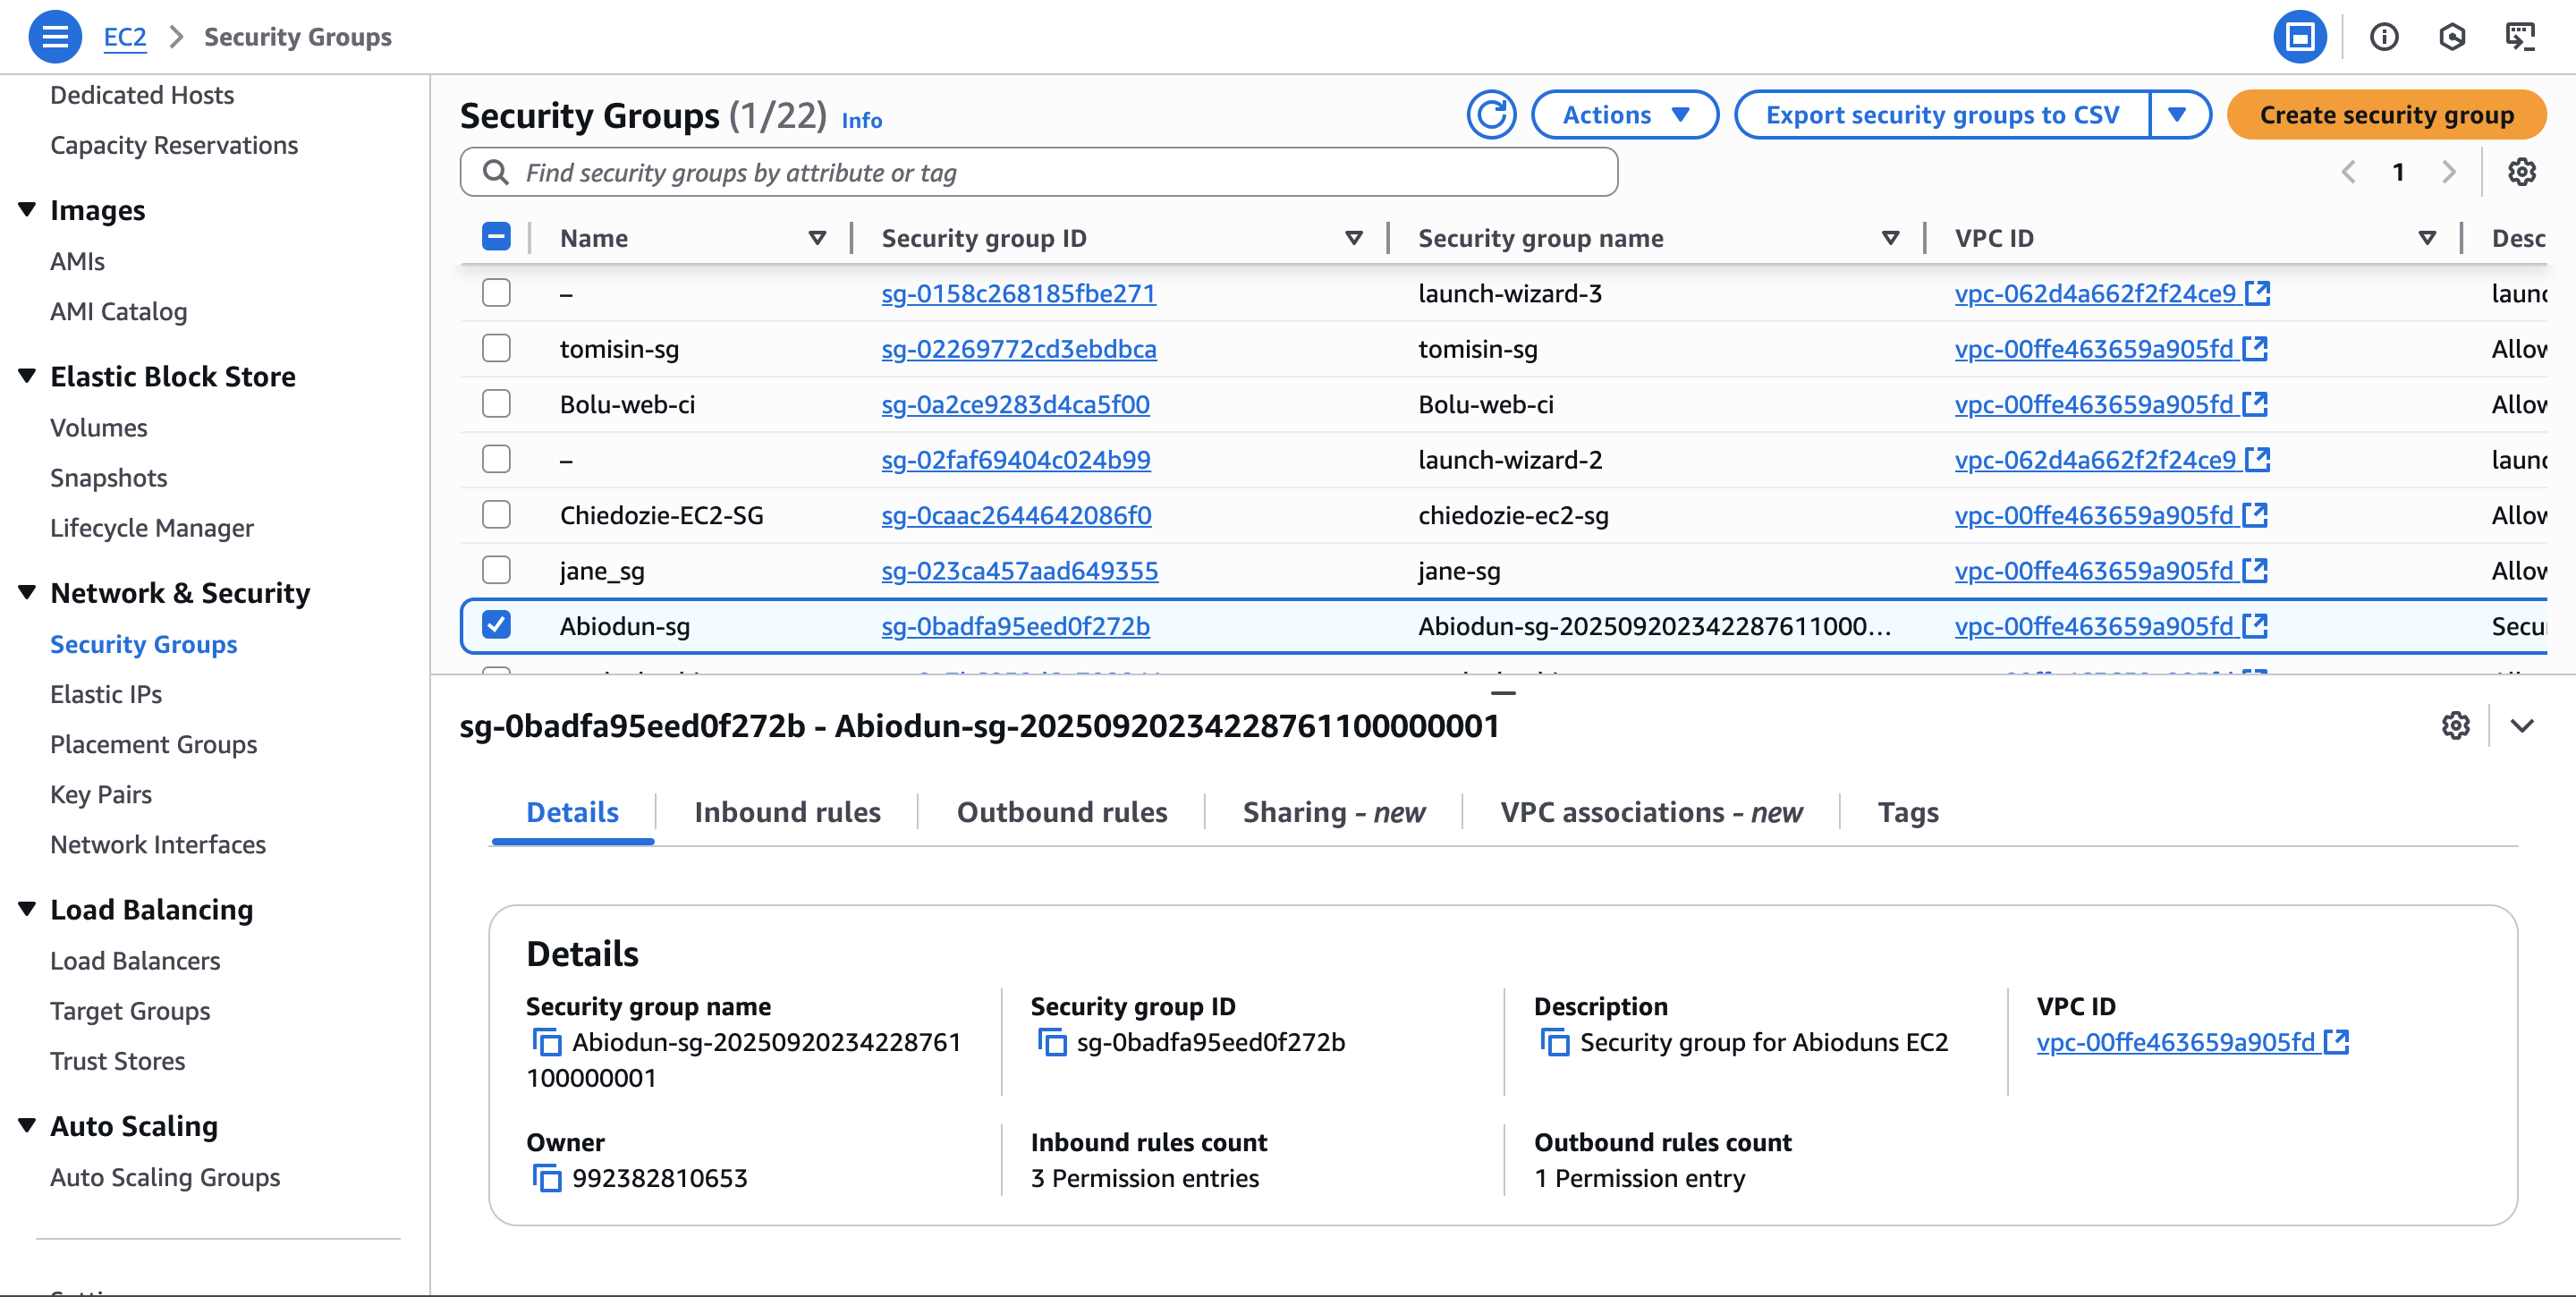 EC2 > Security Groups
Dedicated Hosts
Capacity Reservations
Images
AMIs
AMI Catalog
Elastic Block Store
Volumes
Snapshots
Lifecycle Manager
Network & Security
Security Groups
Elastic IPs
Placement Groups
Key Pairs
Network Interfaces
Load Balancing
Load Balancers
Target Groups
Trust Stores
Auto Scaling
Auto Scaling Groups
Security Groups (1/22) Info
Actions
Export security groups to CSV
Create security group
Find security groups by attribute or tag
1
Name Security group ID Security group name VPC ID Desc
– sg-0158c268185fbe271 launch-wizard-3 vpc-062d4a662f2f24ce9 launc
tomisin-sg sg-02269772cd3ebdbca tomisin-sg vpc-00ffe463659a905fd Allow
Bolu-web-ci sg-0a2ce9283d4ca5f00 Bolu-web-ci vpc-00ffe463659a905fd Allow
– sg-02faf69404c024b99 launch-wizard-2 vpc-062d4a662f2f24ce9 launc
Chiedozie-EC2-SG sg-0caac2644642086f0 chiedozie-ec2-sg vpc-00ffe463659a905fd Allow
jane_sg sg-023ca457aad649355 jane-sg vpc-00ffe463659a905fd Allow
Abiodun-sg sg-0badfa95eed0f272b Abiodun-sg-202509202342287611000... vpc-00ffe463659a905fd Secur
sg-0badfa95eed0f272b - Abiodun-sg-20250920234228761100000001
Details Inbound rules Outbound rules Sharing - new VPC associations - new Tags
Details
Security group name
Abiodun-sg-20250920234228761
100000001
Security group ID
sg-0badfa95eed0f272b
Description
Security group for Abioduns EC2
VPC ID
vpc-00ffe463659a905fd
Owner
992382810653
Inbound rules count
3 Permission entries
Outbound rules count
1 Permission entry